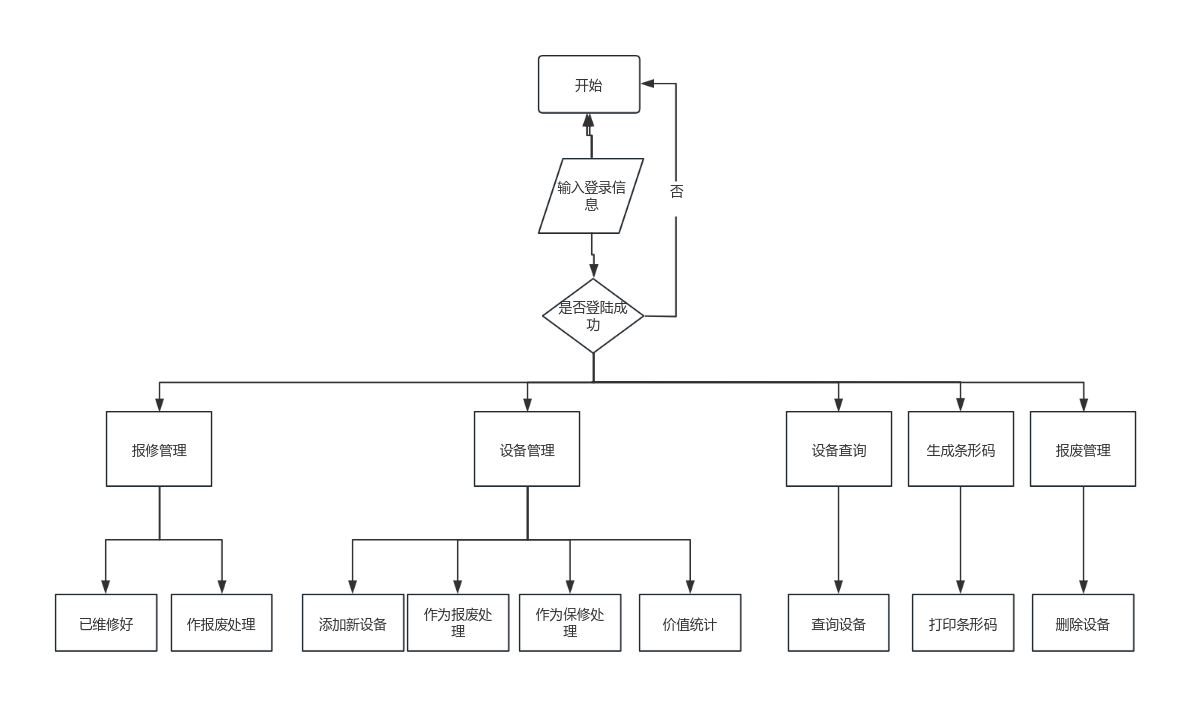 开始
输入登录信
息
否
是否登陆成
功
报修管理
设备管理
设备查询
生成条形码
报废管理
已维修好
作报废处理
添加新设备
作为报废处
理
作为保修处
理
价值统计
查询设备
打印条形码
删除设备